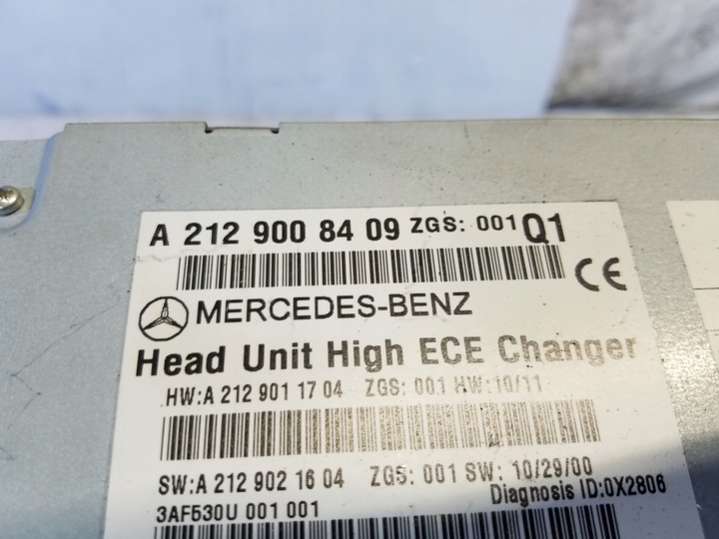 A 212 900 84 09 ZGS: 001 Q1
CE
MERCEDES-BENZ
Head Unit High ECE Changer
HW:A 212 901 17 04 ZGS: 001 HW: 10/11
SW:A 212 902 16 04 ZGS: 001 SW: 10/29/00
Diagnosis ID:0X2806
3AF530U 001 001